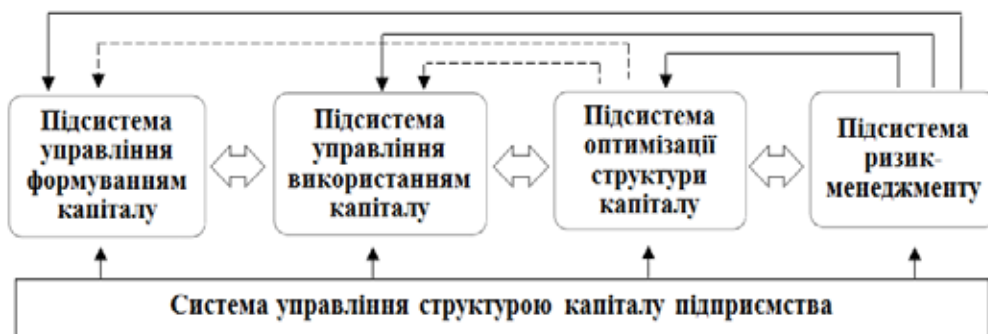 Підсистема
управління
формуванням
капіталу
Підсистема
управління
використанням
капіталу
Підсистема
оптимізації
структури
капіталу
Підсистема
ризик-
менеджменту
Система управління структурою капіталу підприємства